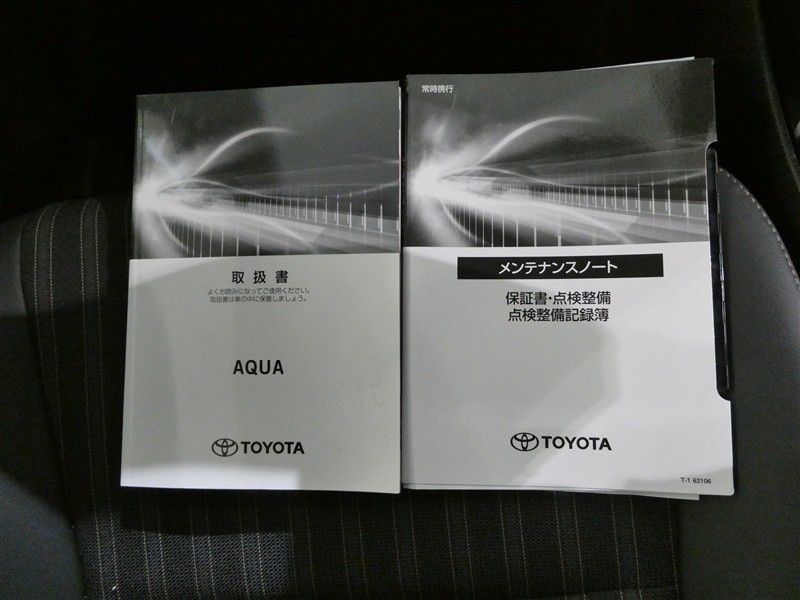 取扱書
よくお読みになってご使用ください。
取扱書は車の中に保管しましょう。
AQUA
TOYOTA
常時携行
メンテナンスノート
保証書・点検整備
点検整備記録簿
TOYOTA
T-1 62106